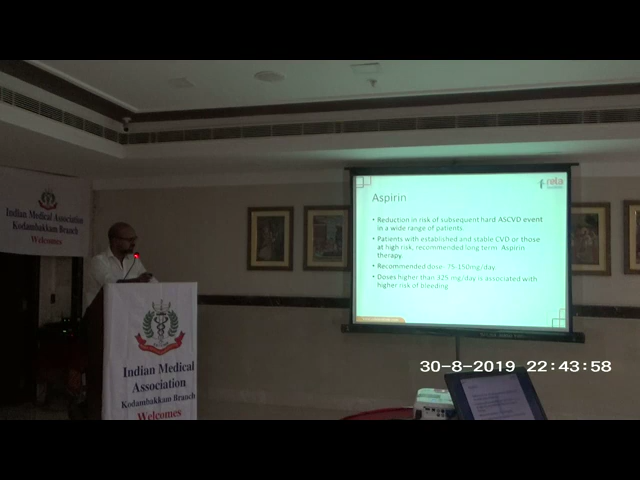 Indian Medical Association
Kodambakkam Branch
Welcomes
rela
Aspirin
• Reduction in risk of subsequent hard ASCVD event
in a wide range of patients
• Patients with established and stable CVD or those
at high risk, recommended long term Aspirin
therapy
• Recommended dose: 75-150mg/day
• Doses higher than 325 mg/day is associated with
higher risk of bleeding
30-8-2019 22:43:58
Indian Medical
Association
Kodambakkam Branch
Welcomes